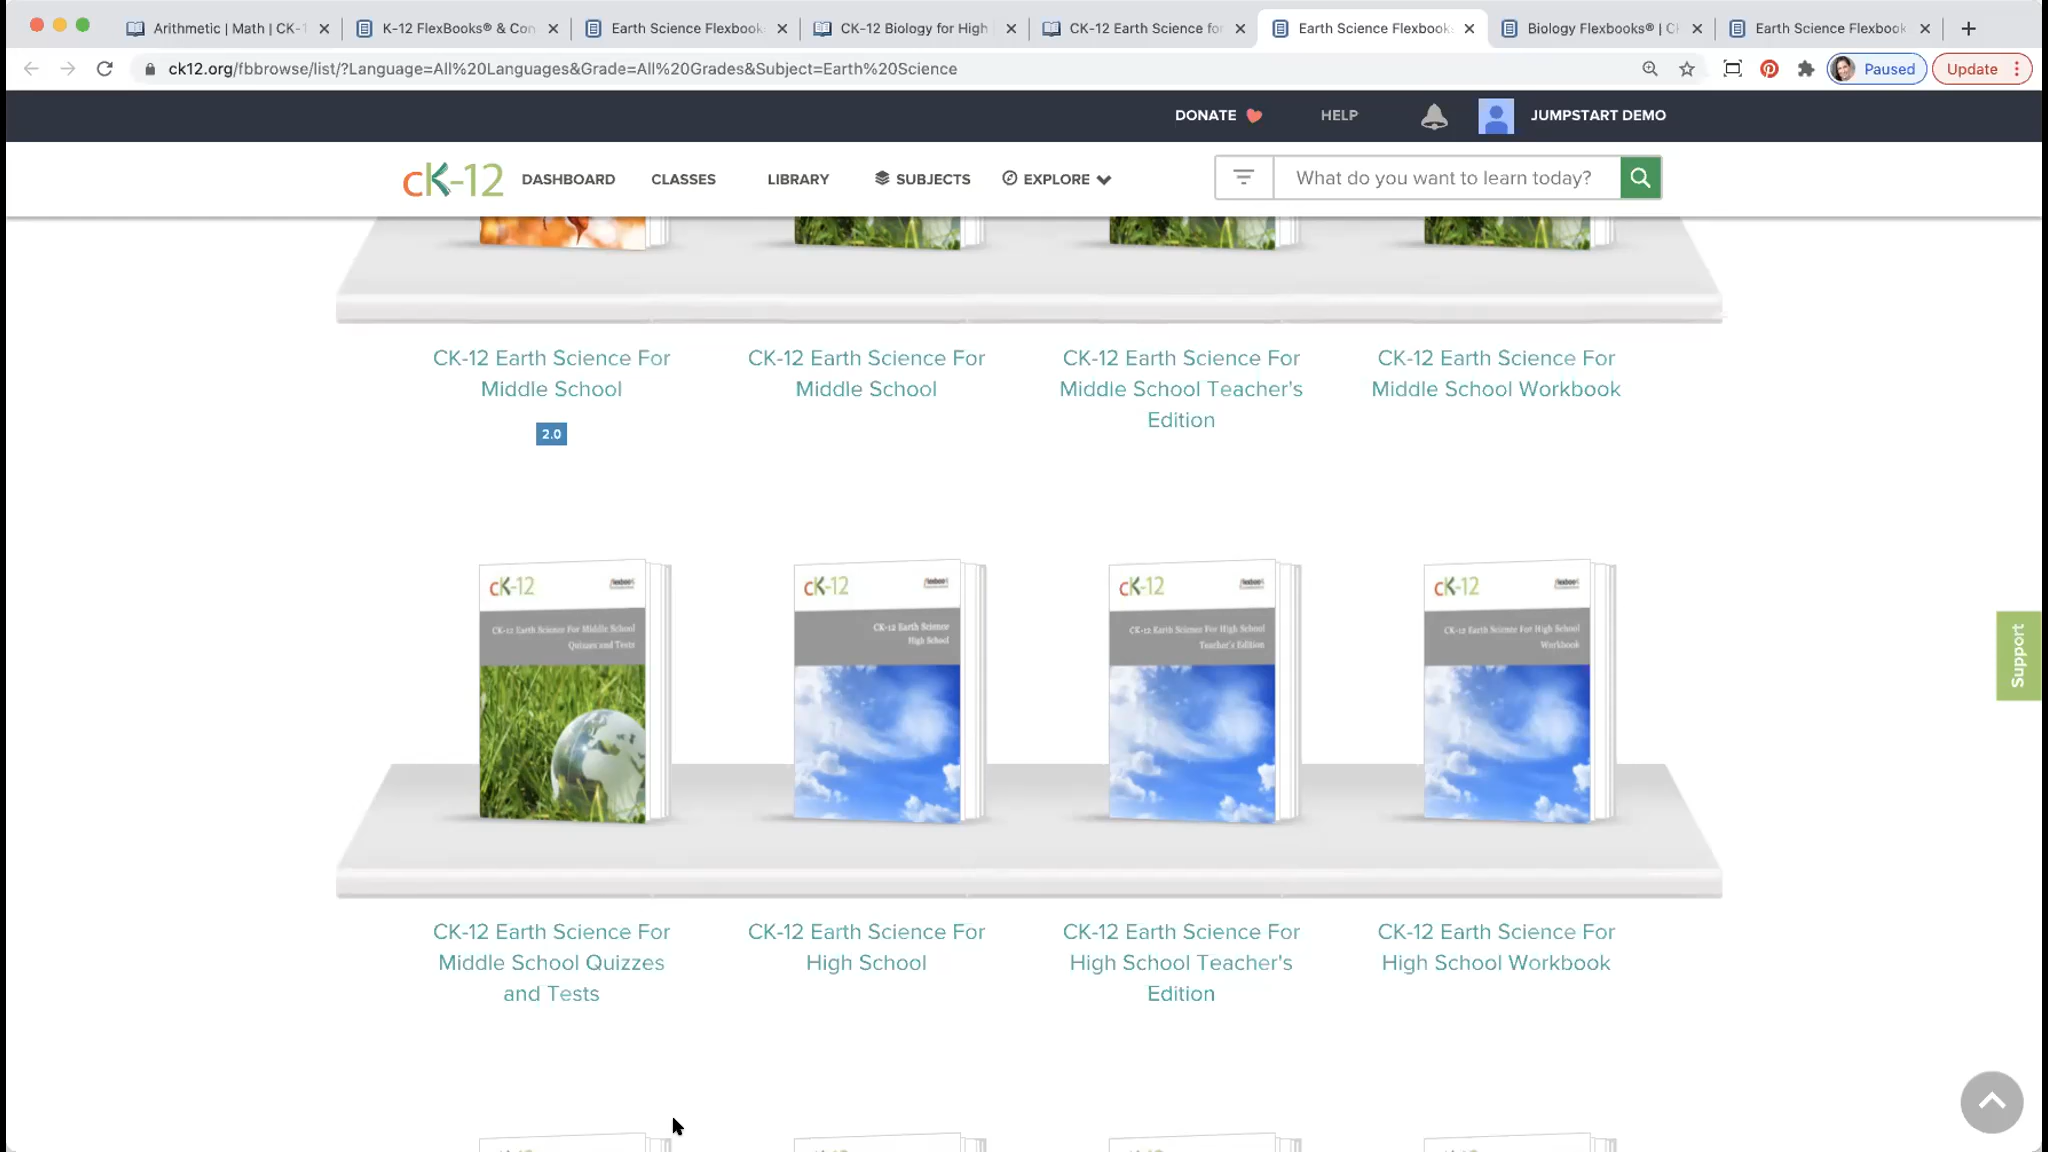 Arithmetic | Math | CK-1
K-12 FlexBooks® & Con
Earth Science Flexbook
CK-12 Biology for High
CK-12 Earth Science for
Earth Science Flexbook
Biology Flexbooks® | C
Earth Science Flexbook
ck12.org/fbbrowse/list/?Language=All%20Languages&Grade=All%20Grades&Subject=Earth%20Science
Paused
Update
DONATE
HELP
JUMPSTART DEMO
cK-12
DASHBOARD
CLASSES
LIBRARY
SUBJECTS
EXPLORE
What do you want to learn today?
CK-12 Earth Science For
Middle School
2.0
CK-12 Earth Science For
Middle School
CK-12 Earth Science For
Middle School Teacher's
Edition
CK-12 Earth Science For
Middle School Workbook
cK-12
flexbook
CK-12 Earth Science For Middle School
Quizzes and Tests
cK-12
flexbook
CK-12 Earth Science
High School
cK-12
flexbook
CK-12 Earth Science For High School
Teacher's Edition
cK-12
flexbook
CK-12 Earth Science For High School
Workbook
Support
CK-12 Earth Science For
Middle School Quizzes
and Tests
CK-12 Earth Science For
High School
CK-12 Earth Science For
High School Teacher's
Edition
CK-12 Earth Science For
High School Workbook